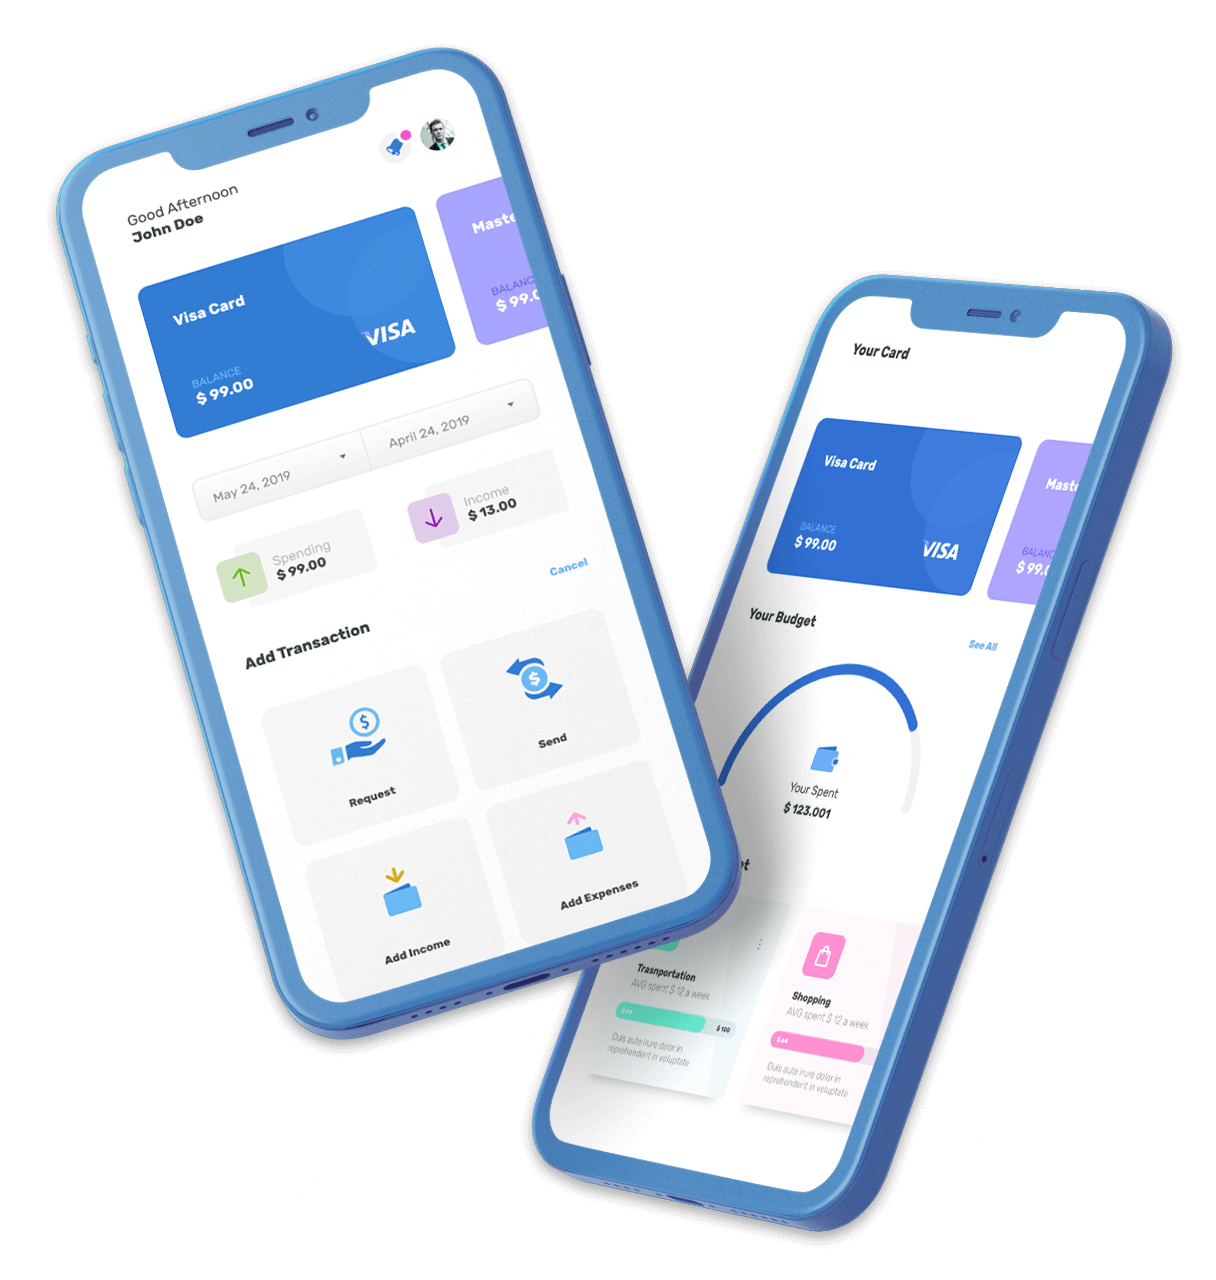 Good Afternoon
John Doe
Visa Card
VISA
BALANCE
$ 99.00
Maste
BALANC
$ 99.0
May 24, 2019
April 24, 2019
Spending
$ 99.00
Income
$ 13.00
Cancel
Add Transaction
Request
Send
Add Income
Add Expenses
Your Card
Visa Card
BALANCE
$ 99.00
VISA
Maste
BALANC
$ 99.0
Your Budget
See All
Your Spent
$ 123.001
et
Trasnportation
AVG spent $ 12 a week
$ 100
Duis aute irure dolor in
reprehenderit in voluptate
Shopping
AVG spent $ 12 a week
$ 64
Duis aute irure dolor in
reprehenderit in voluptate